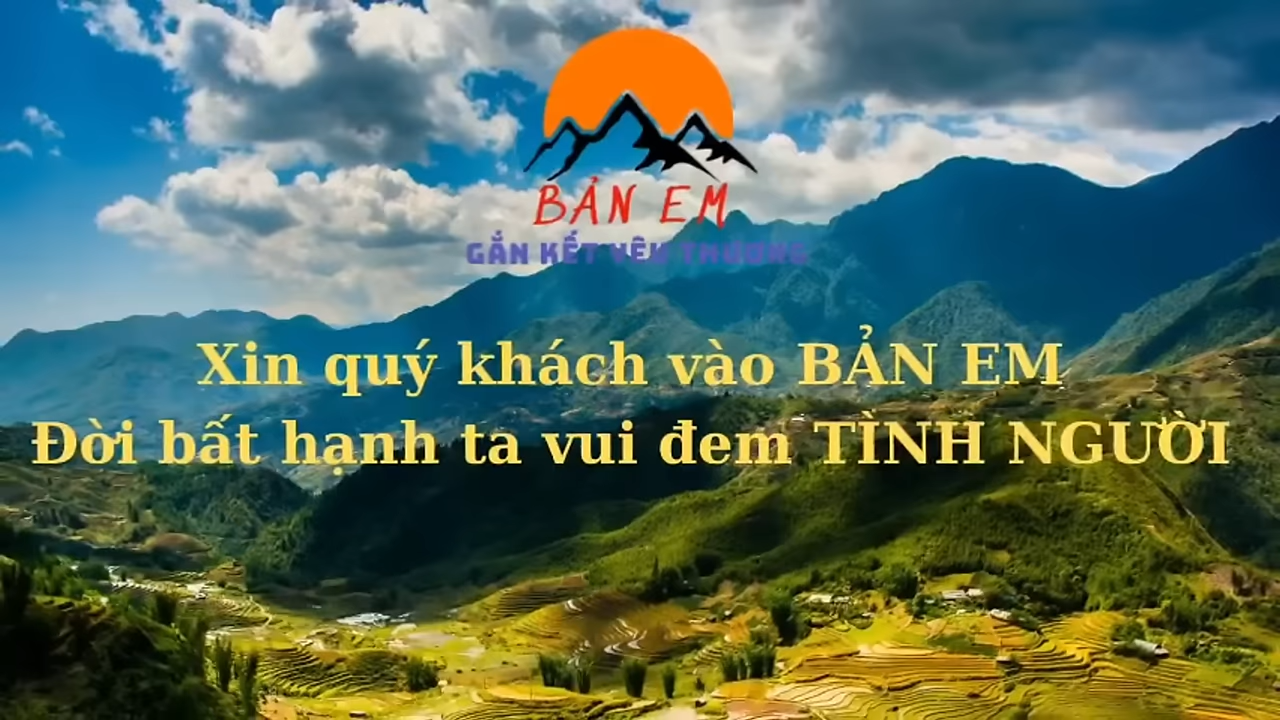 BẢN EM
GẮN KẾT YÊU THƯƠNG
Xin quý khách vào BẢN EM
Đời bất hạnh ta vui đem TÌNH NGƯỜI